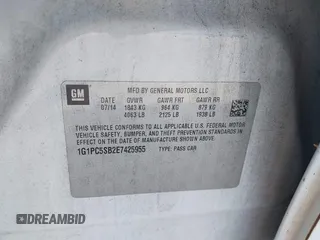 GM
MFD BY GENERAL MOTORS LLC
DATE GVWR GAWR FRT GAWR RR
07/14 1843 KG 964 KG 879 KG
4063 LB 2125 LB 1938 LB
THIS VEHICLE CONFORMS TO ALL APPLICABLE U.S. FEDERAL MOTOR
VEHICLE SAFETY, BUMPER, AND THEFT PREVENTION STANDARDS
IN EFFECT ON THE DATE OF MANUFACTURE SHOWN ABOVE.
1G1PC5SB2E7425955 TYPE: PASS CAR
DREAMBID